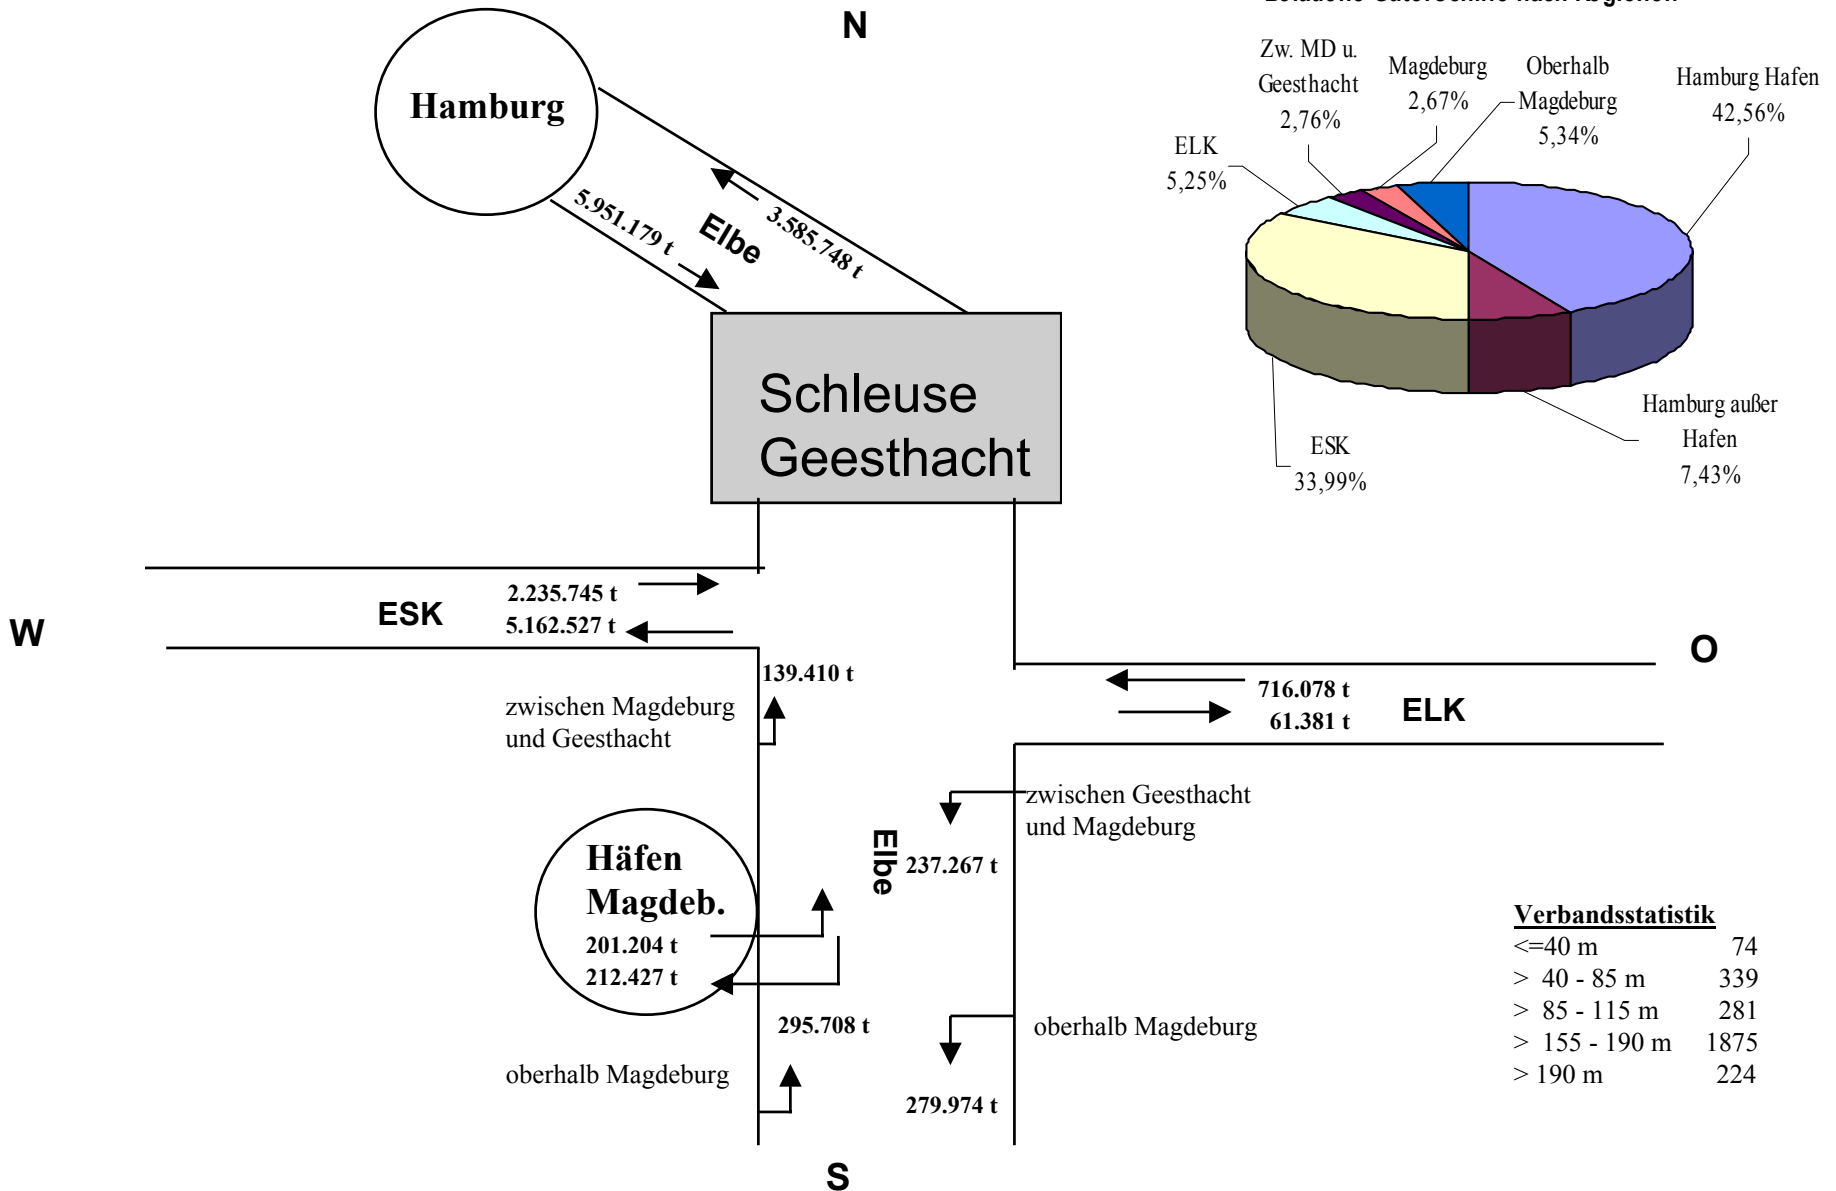 N
Hamburg
5.951.179 t
Elbe
3.585.748 t
Schleuse
Geesthacht
Zw. MD u.
Geesthacht
2,76%
Magdeburg
2,67%
Oberhalb
Magdeburg
5,34%
Hamburg Hafen
42,56%
ELK
5,25%
ESK
33,99%
Hamburg außer
Hafen
7,43%
W
ESK
2.235.745 t
5.162.527 t
O
716.078 t
61.381 t
ELK
139.410 t
zwischen Magdeburg
und Geesthacht
zwischen Geesthacht
und Magdeburg
237.267 t
Elbe
Häfen
Magdeb.
201.204 t
212.427 t
295.708 t
oberhalb Magdeburg
oberhalb Magdeburg
279.974 t
S
Verbandsstatistik
<=40 m 74
> 40 - 85 m 339
> 85 - 115 m 281
> 155 - 190 m 1875
> 190 m 224